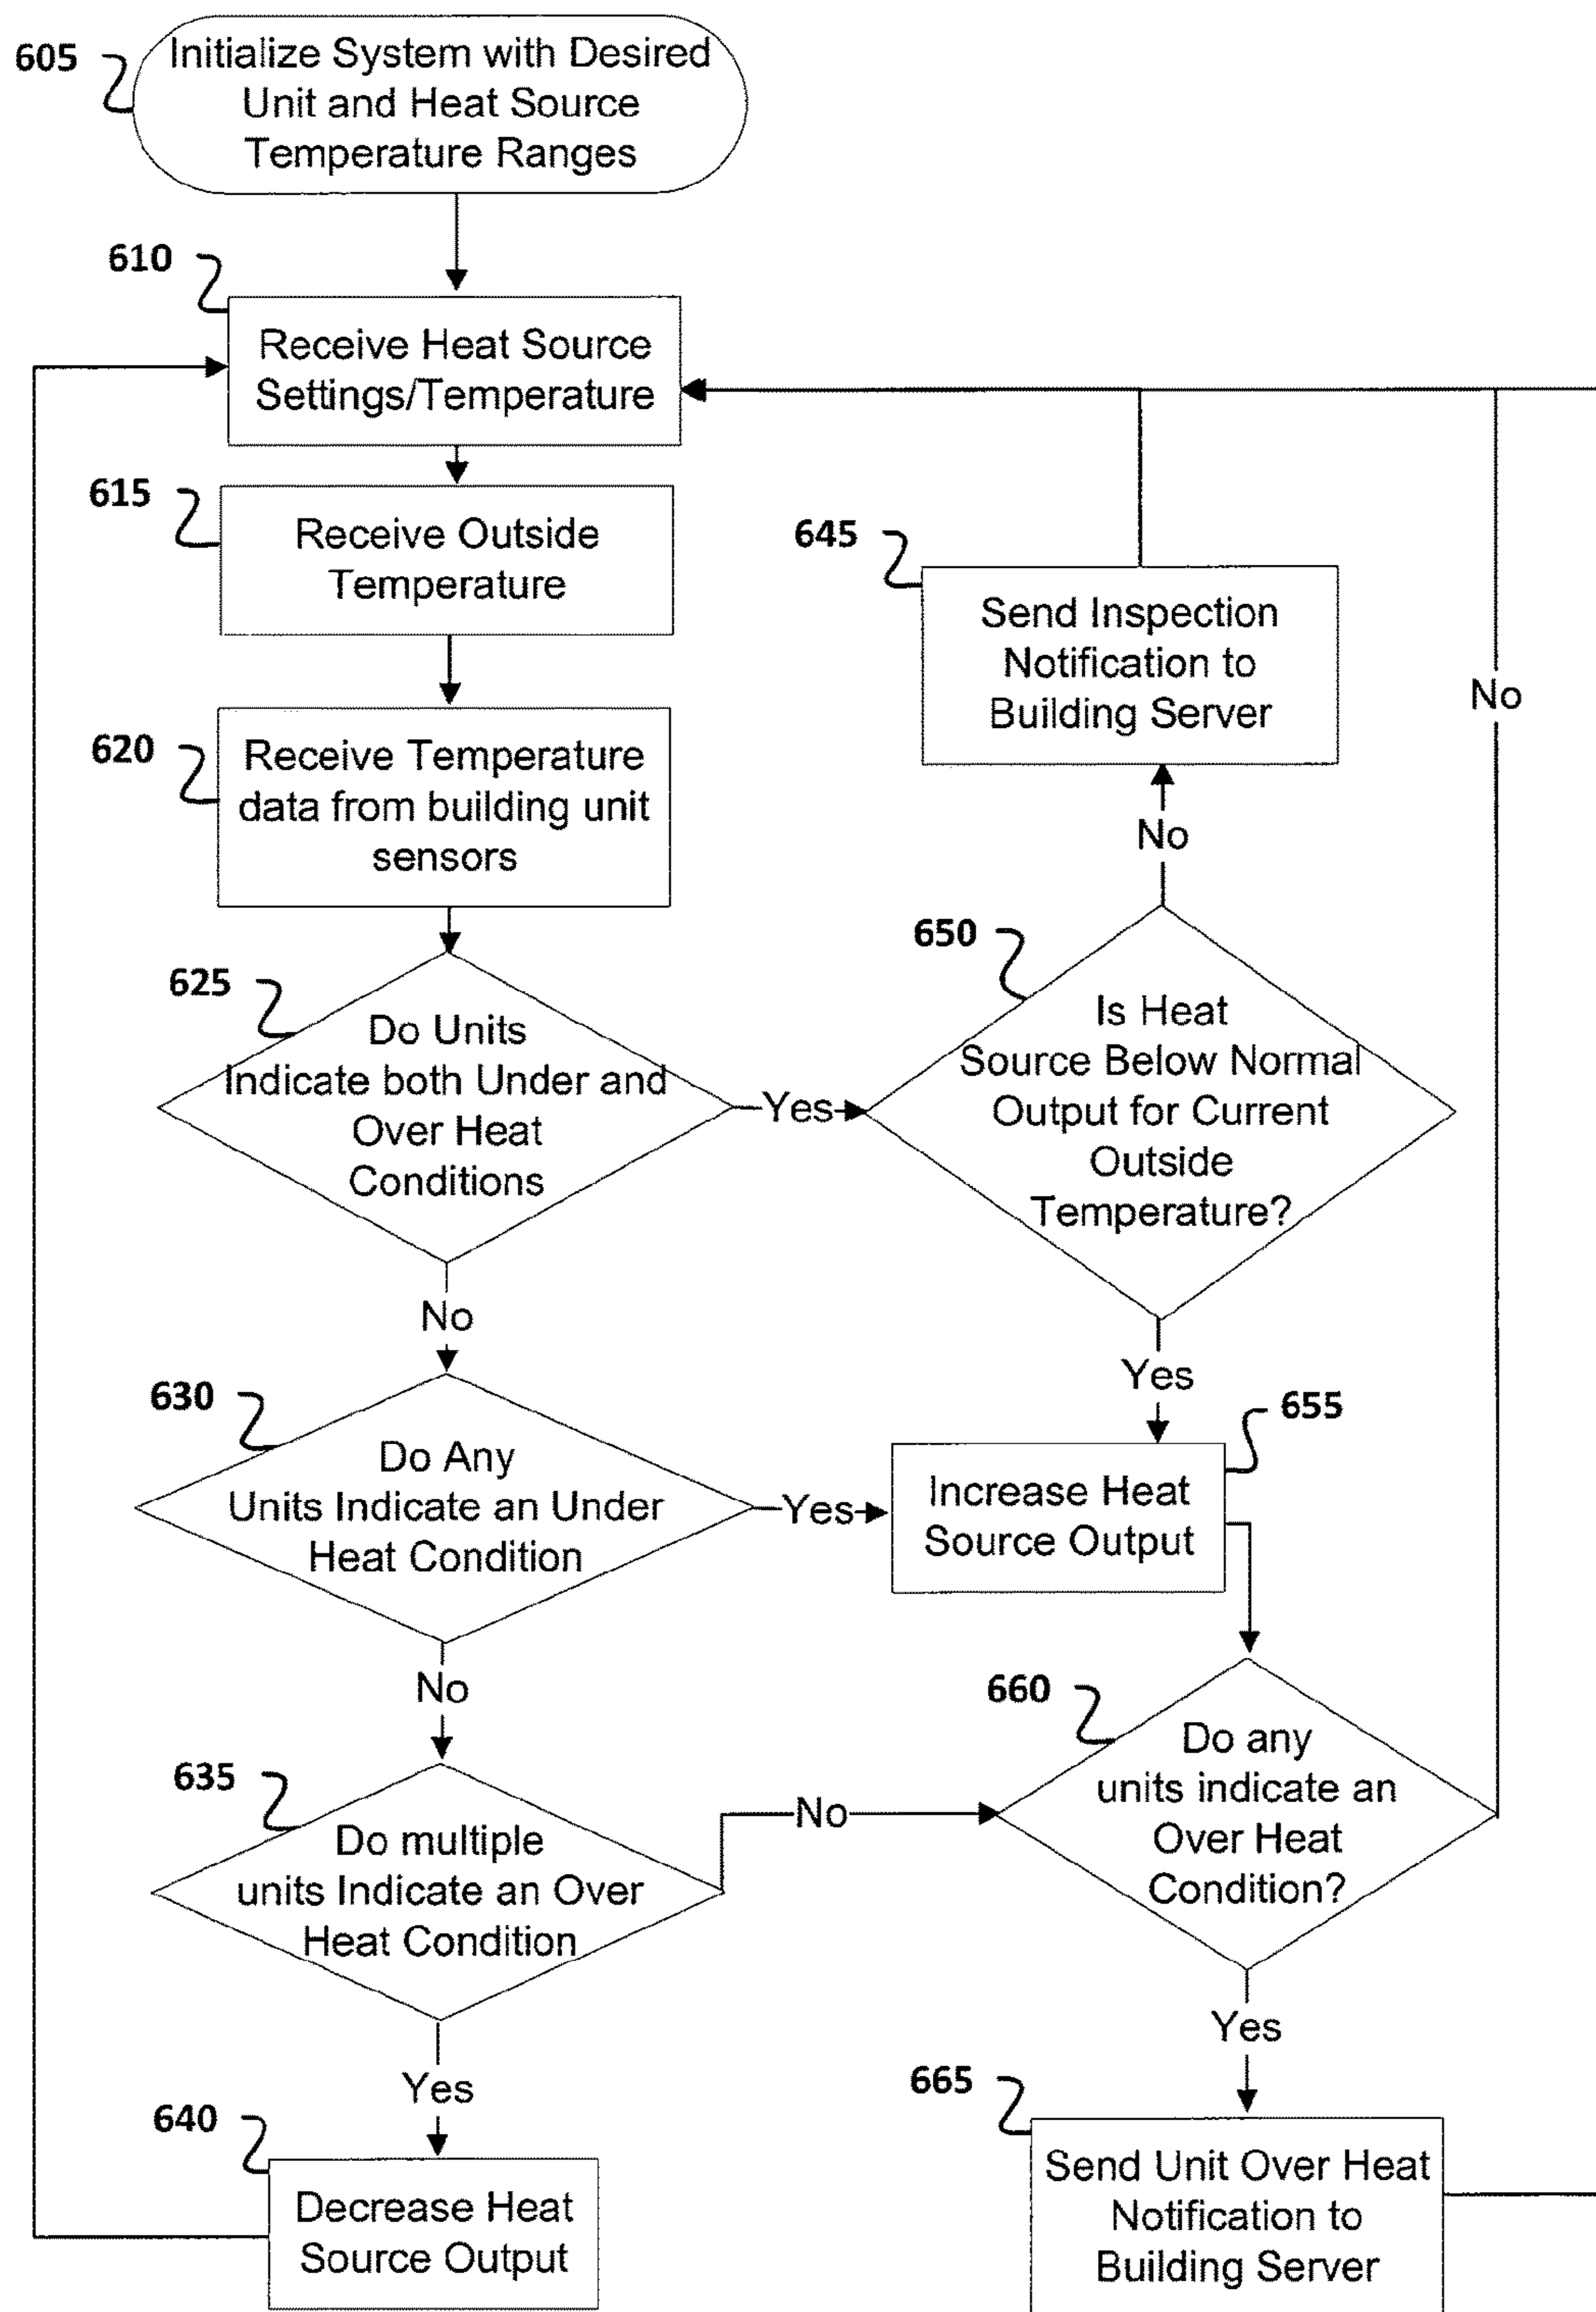 605
Initialize System with Desired
Unit and Heat Source
Temperature Ranges
610
Receive Heat Source
Settings/Temperature
615
Receive Outside
Temperature
645
Send Inspection
Notification to
Building Server
No
620
Receive Temperature
data from building unit
sensors
No
650
625
Do Units
Indicate both Under and
Over Heat
Conditions
Yes
Is Heat
Source Below Normal
Output for Current
Outside
Temperature?
No
Yes
630
Do Any
Units Indicate an Under
Heat Condition
Yes
655
Increase Heat
Source Output
No
660
Do any
units indicate an
Over Heat
Condition?
635
Do multiple
units Indicate an Over
Heat Condition
No
Yes
Yes
640
Decrease Heat
Source Output
665
Send Unit Over Heat
Notification to
Building Server